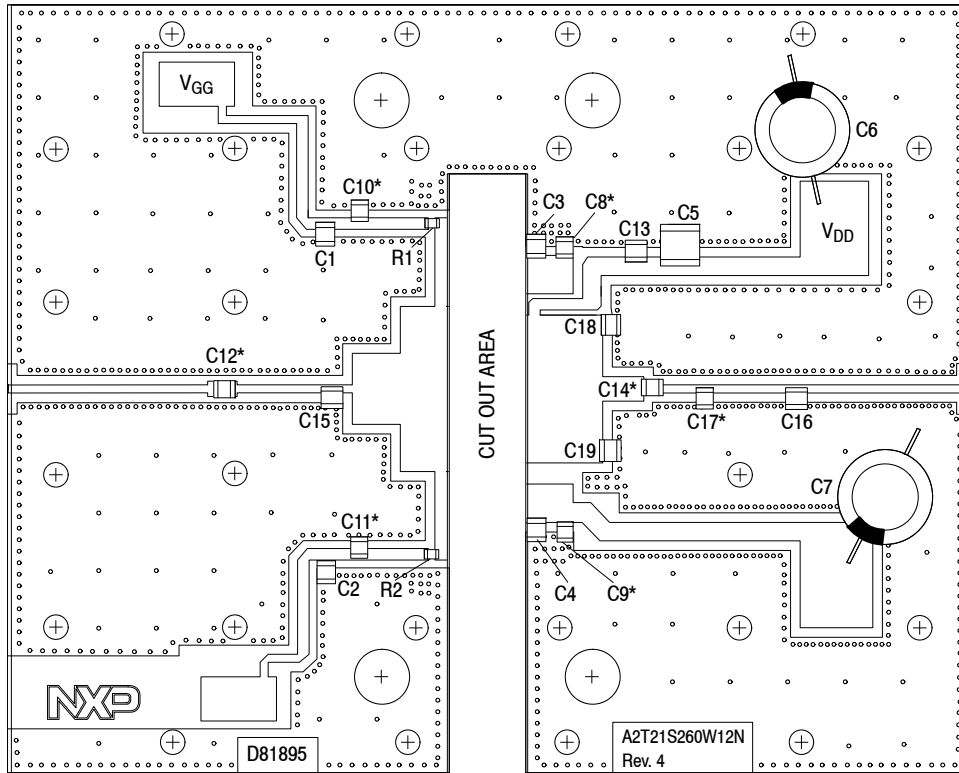 VGG
C6
C10*
C3
C8*
C13
C5
VDD
C1
R1
C18
CUT OUT AREA
C12*
C14*
C15
C17*
C16
C19
C7
C11*
C2
R2
C4
C9*
NXP
D81895
A2T21S260W12N
Rev. 4